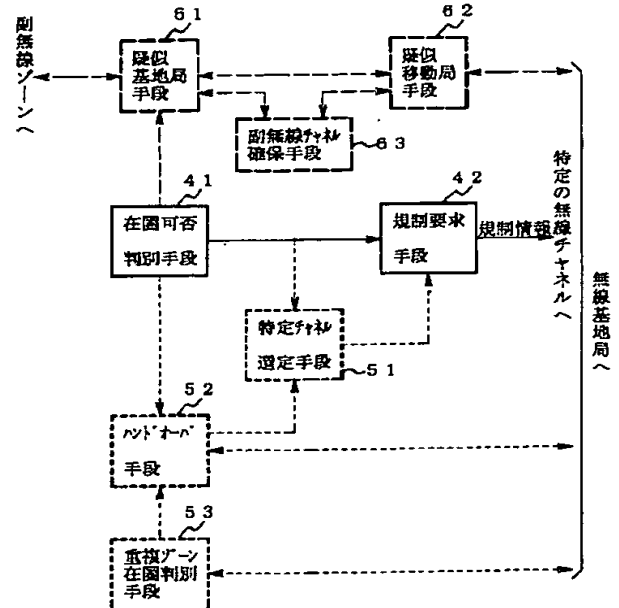 副無線ゾーンへ
61
疑似
基地局
手段
62
疑似
移動局
手段
副無線チャネル
確保手段
63
特定の無線チャネルへ
無線基地局へ
41
在圏可否
判別手段
42
規制要求
手段
規制情報
特定チャネル
選定手段
51
52
ハンドオーバ
手段
53
重複ゾーン
在圏判別
手段